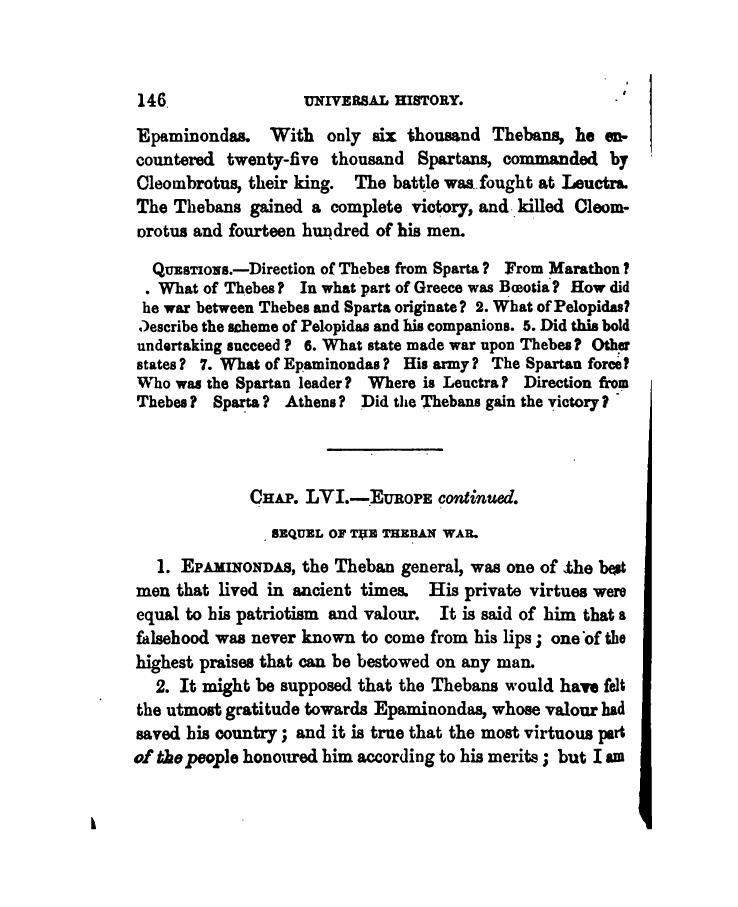 146 UNIVERSAL HISTORY.
Epaminondas. With only six thousand Thebans, he en-
countered twenty-five thousand Spartans, commanded by
Cleombrotus, their king. The battle was fought at Leuctra.
The Thebans gained a complete victory, and killed Cleom-
brotus and fourteen hundred of his men.
QUESTIONS.—Direction of Thebes from Sparta? From Marathon?
. What of Thebes? In what part of Greece was Bœotia? How did
he war between Thebes and Sparta originate? 2. What of Pelopidas?
Describe the scheme of Pelopidas and his companions. 5. Did this bold
undertaking succeed? 6. What state made war upon Thebes? Other
states? 7. What of Epaminondas? His army? The Spartan force?
Who was the Spartan leader? Where is Leuctra? Direction from
Thebes? Sparta? Athens? Did the Thebans gain the victory?
CHAP. LVI.—EUROPE continued.
SEQUEL OF THE THEBAN WAR.
1. EPAMINONDAS, the Theban general, was one of the best
men that lived in ancient times. His private virtues were
equal to his patriotism and valour. It is said of him that a
falsehood was never known to come from his lips; one of the
highest praises that can be bestowed on any man.
2. It might be supposed that the Thebans would have felt
the utmost gratitude towards Epaminondas, whose valour had
saved his country; and it is true that the most virtuous part
of the people honoured him according to his merits; but I am